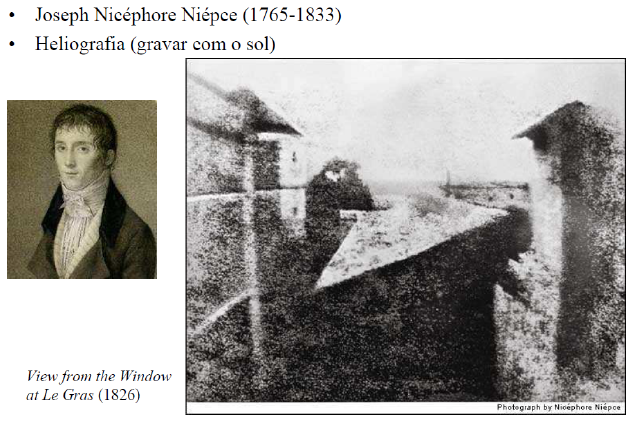 • Joseph Nicéphore Niépce (1765-1833)
• Heliografia (gravar com o sol)
View from the Window
at Le Gras (1826)
Photograph by Nicéphore Niépce